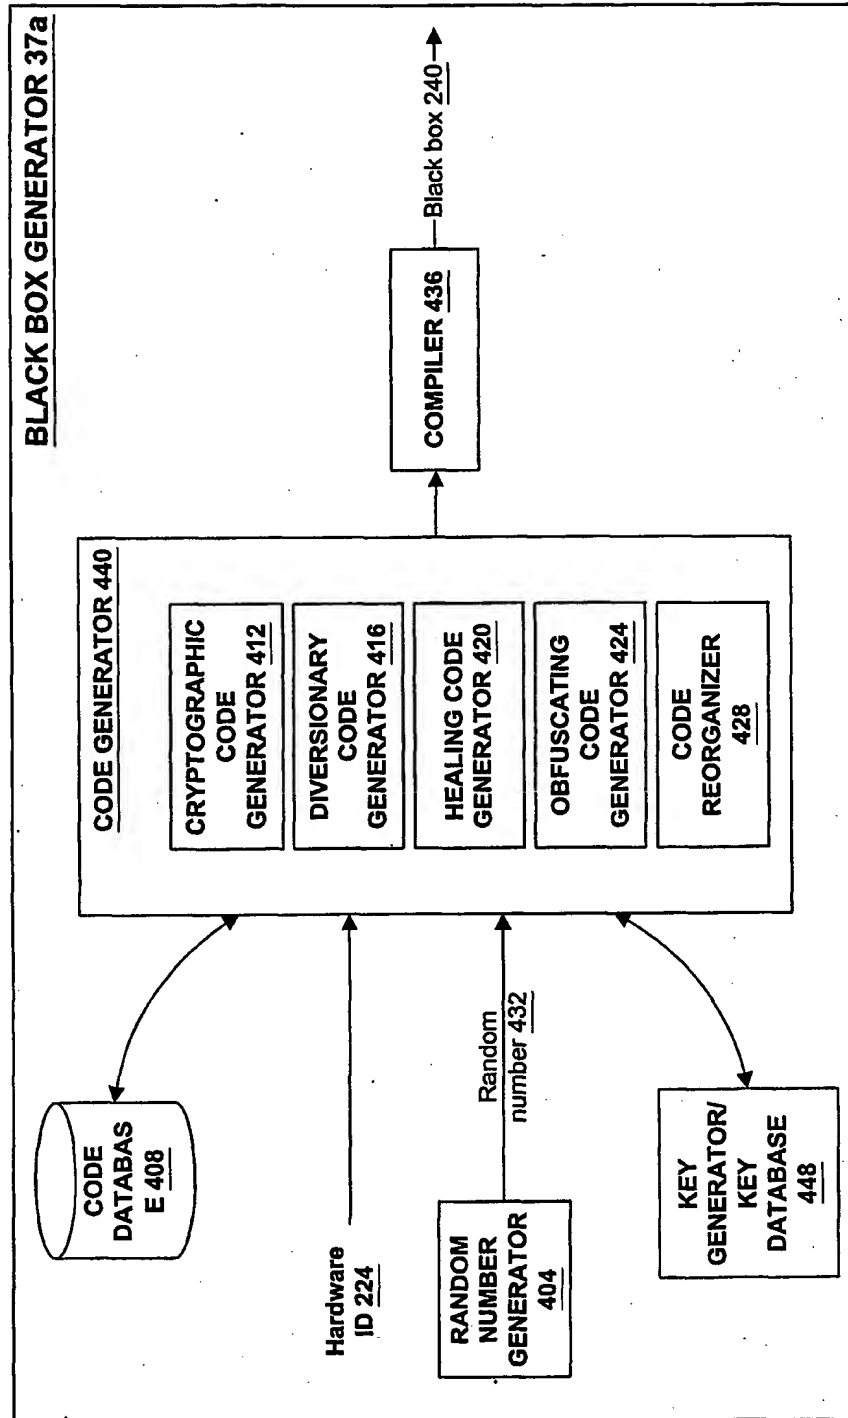 BLACK BOX GENERATOR 37a
CODE
DATABAS
E 408
Hardware
ID 224
RANDOM
NUMBER
GENERATOR
404
Random
number 432
KEY
GENERATOR/
KEY
DATABASE
448
CODE GENERATOR 440
CRYPTOGRAPHIC
CODE
GENERATOR 412
DIVERSIONARY
CODE
GENERATOR 416
HEALING CODE
GENERATOR 420
OBFUSCATING
CODE
GENERATOR 424
CODE
REORGANIZER
428
COMPILER 436
Black box 240